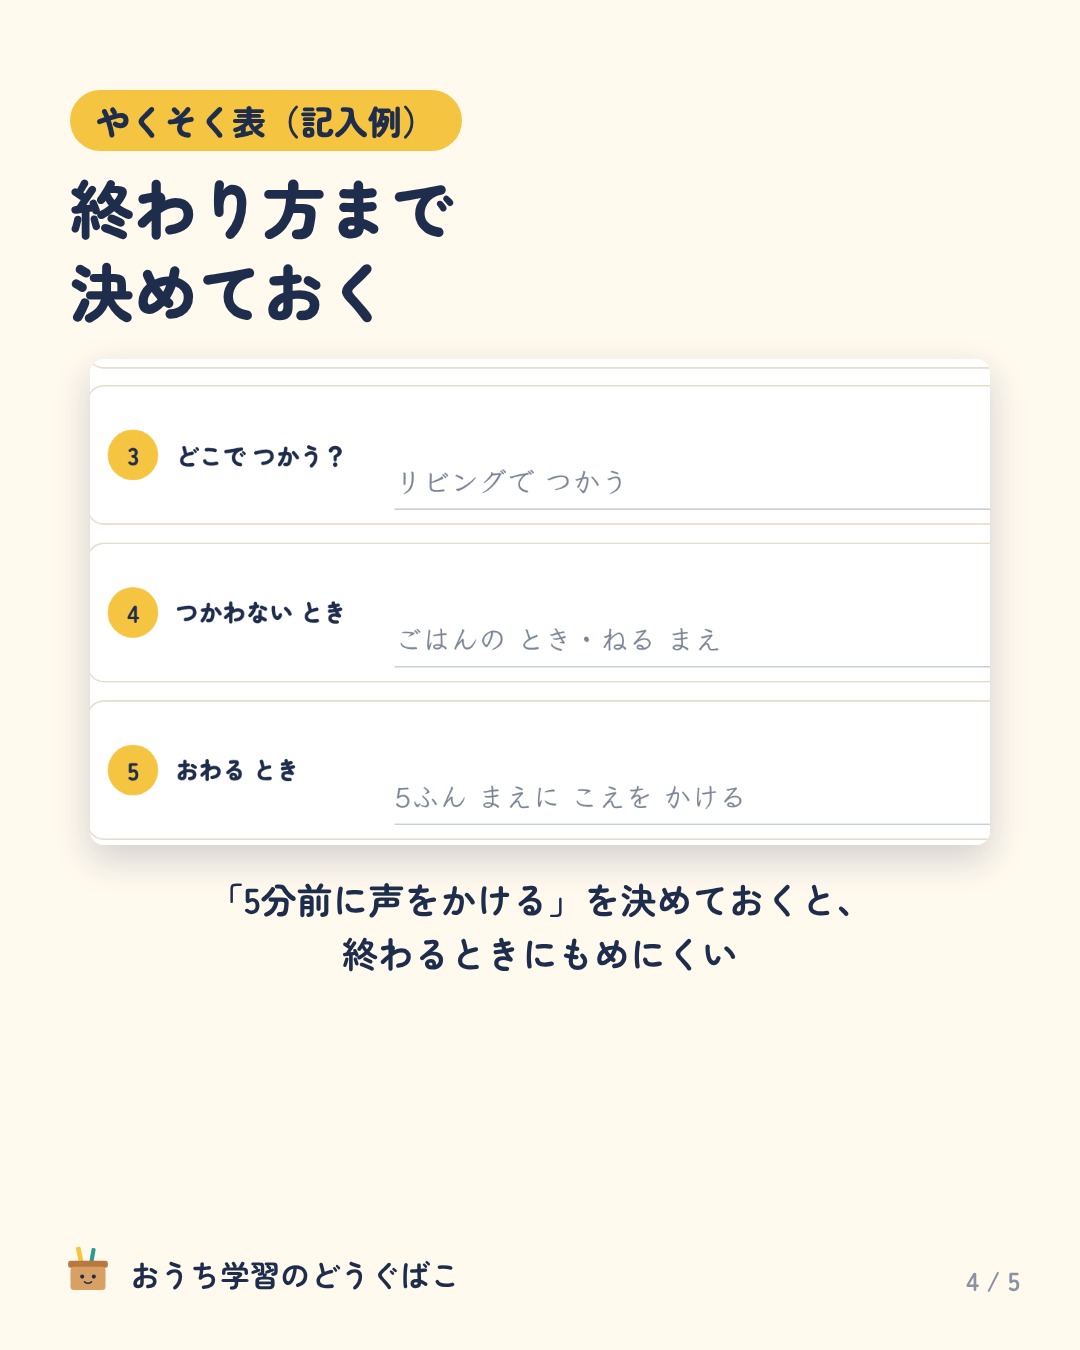 やくそく表（記入例）
終わり方まで
決めておく
3 どこで つかう？
リビングで つかう
4 つかわない とき
ごはんの とき・ねる まえ
5 おわる とき
5ふん まえに こえを かける
「5分前に声をかける」を決めておくと、
終わるときにもめにくい
おうち学習のどうぐばこ
4 / 5